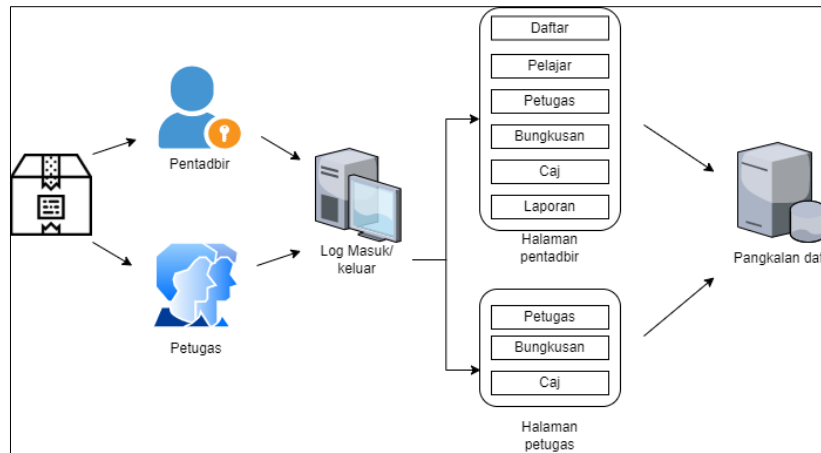 Pentadbir
Petugas
Log Masuk/
keluar
Daftar
Pelajar
Petugas
Bungkusan
Caj
Laporan
Halaman
pentadbir
Petugas
Bungkusan
Caj
Halaman
petugas
Pangkalan dat